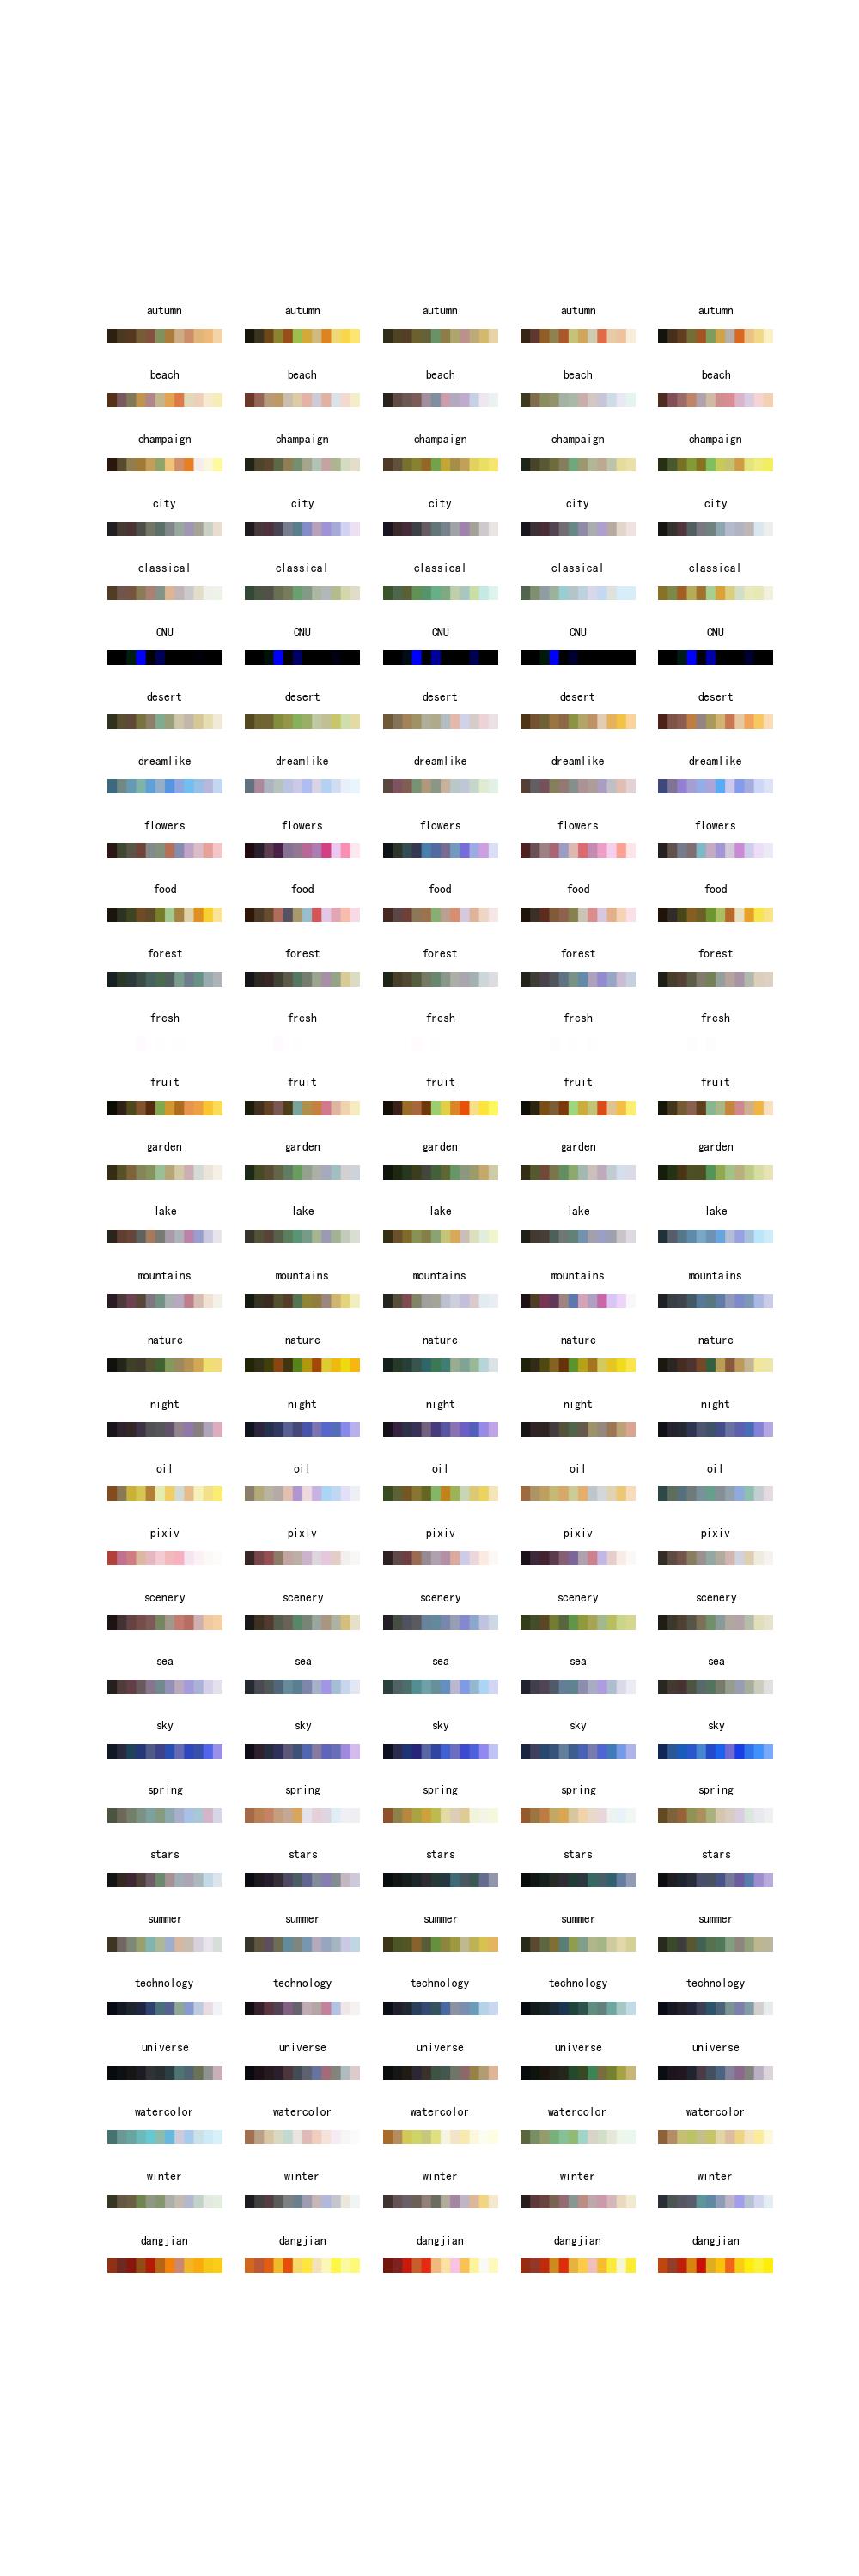 autumn autumn autumn autumn autumn
beach beach beach beach beach
champaign champaign champaign champaign champaign
city city city city city
classical classical classical classical classical
CNU CNU CNU CNU CNU
desert desert desert desert desert
dreamlike dreamlike dreamlike dreamlike dreamlike
flowers flowers flowers flowers flowers
food food food food food
forest forest forest forest forest
fresh fresh fresh fresh fresh
fruit fruit fruit fruit fruit
garden garden garden garden garden
lake lake lake lake lake
mountains mountains mountains mountains mountains
nature nature nature nature nature
night night night night night
oil oil oil oil oil
pixiv pixiv pixiv pixiv pixiv
scenery scenery scenery scenery scenery
sea sea sea sea sea
sky sky sky sky sky
spring spring spring spring spring
stars stars stars stars stars
summer summer summer summer summer
technology technology technology technology technology
universe universe universe universe universe
watercolor watercolor watercolor watercolor watercolor
winter winter winter winter winter
dangjian dangjian dangjian dangjian dangjian